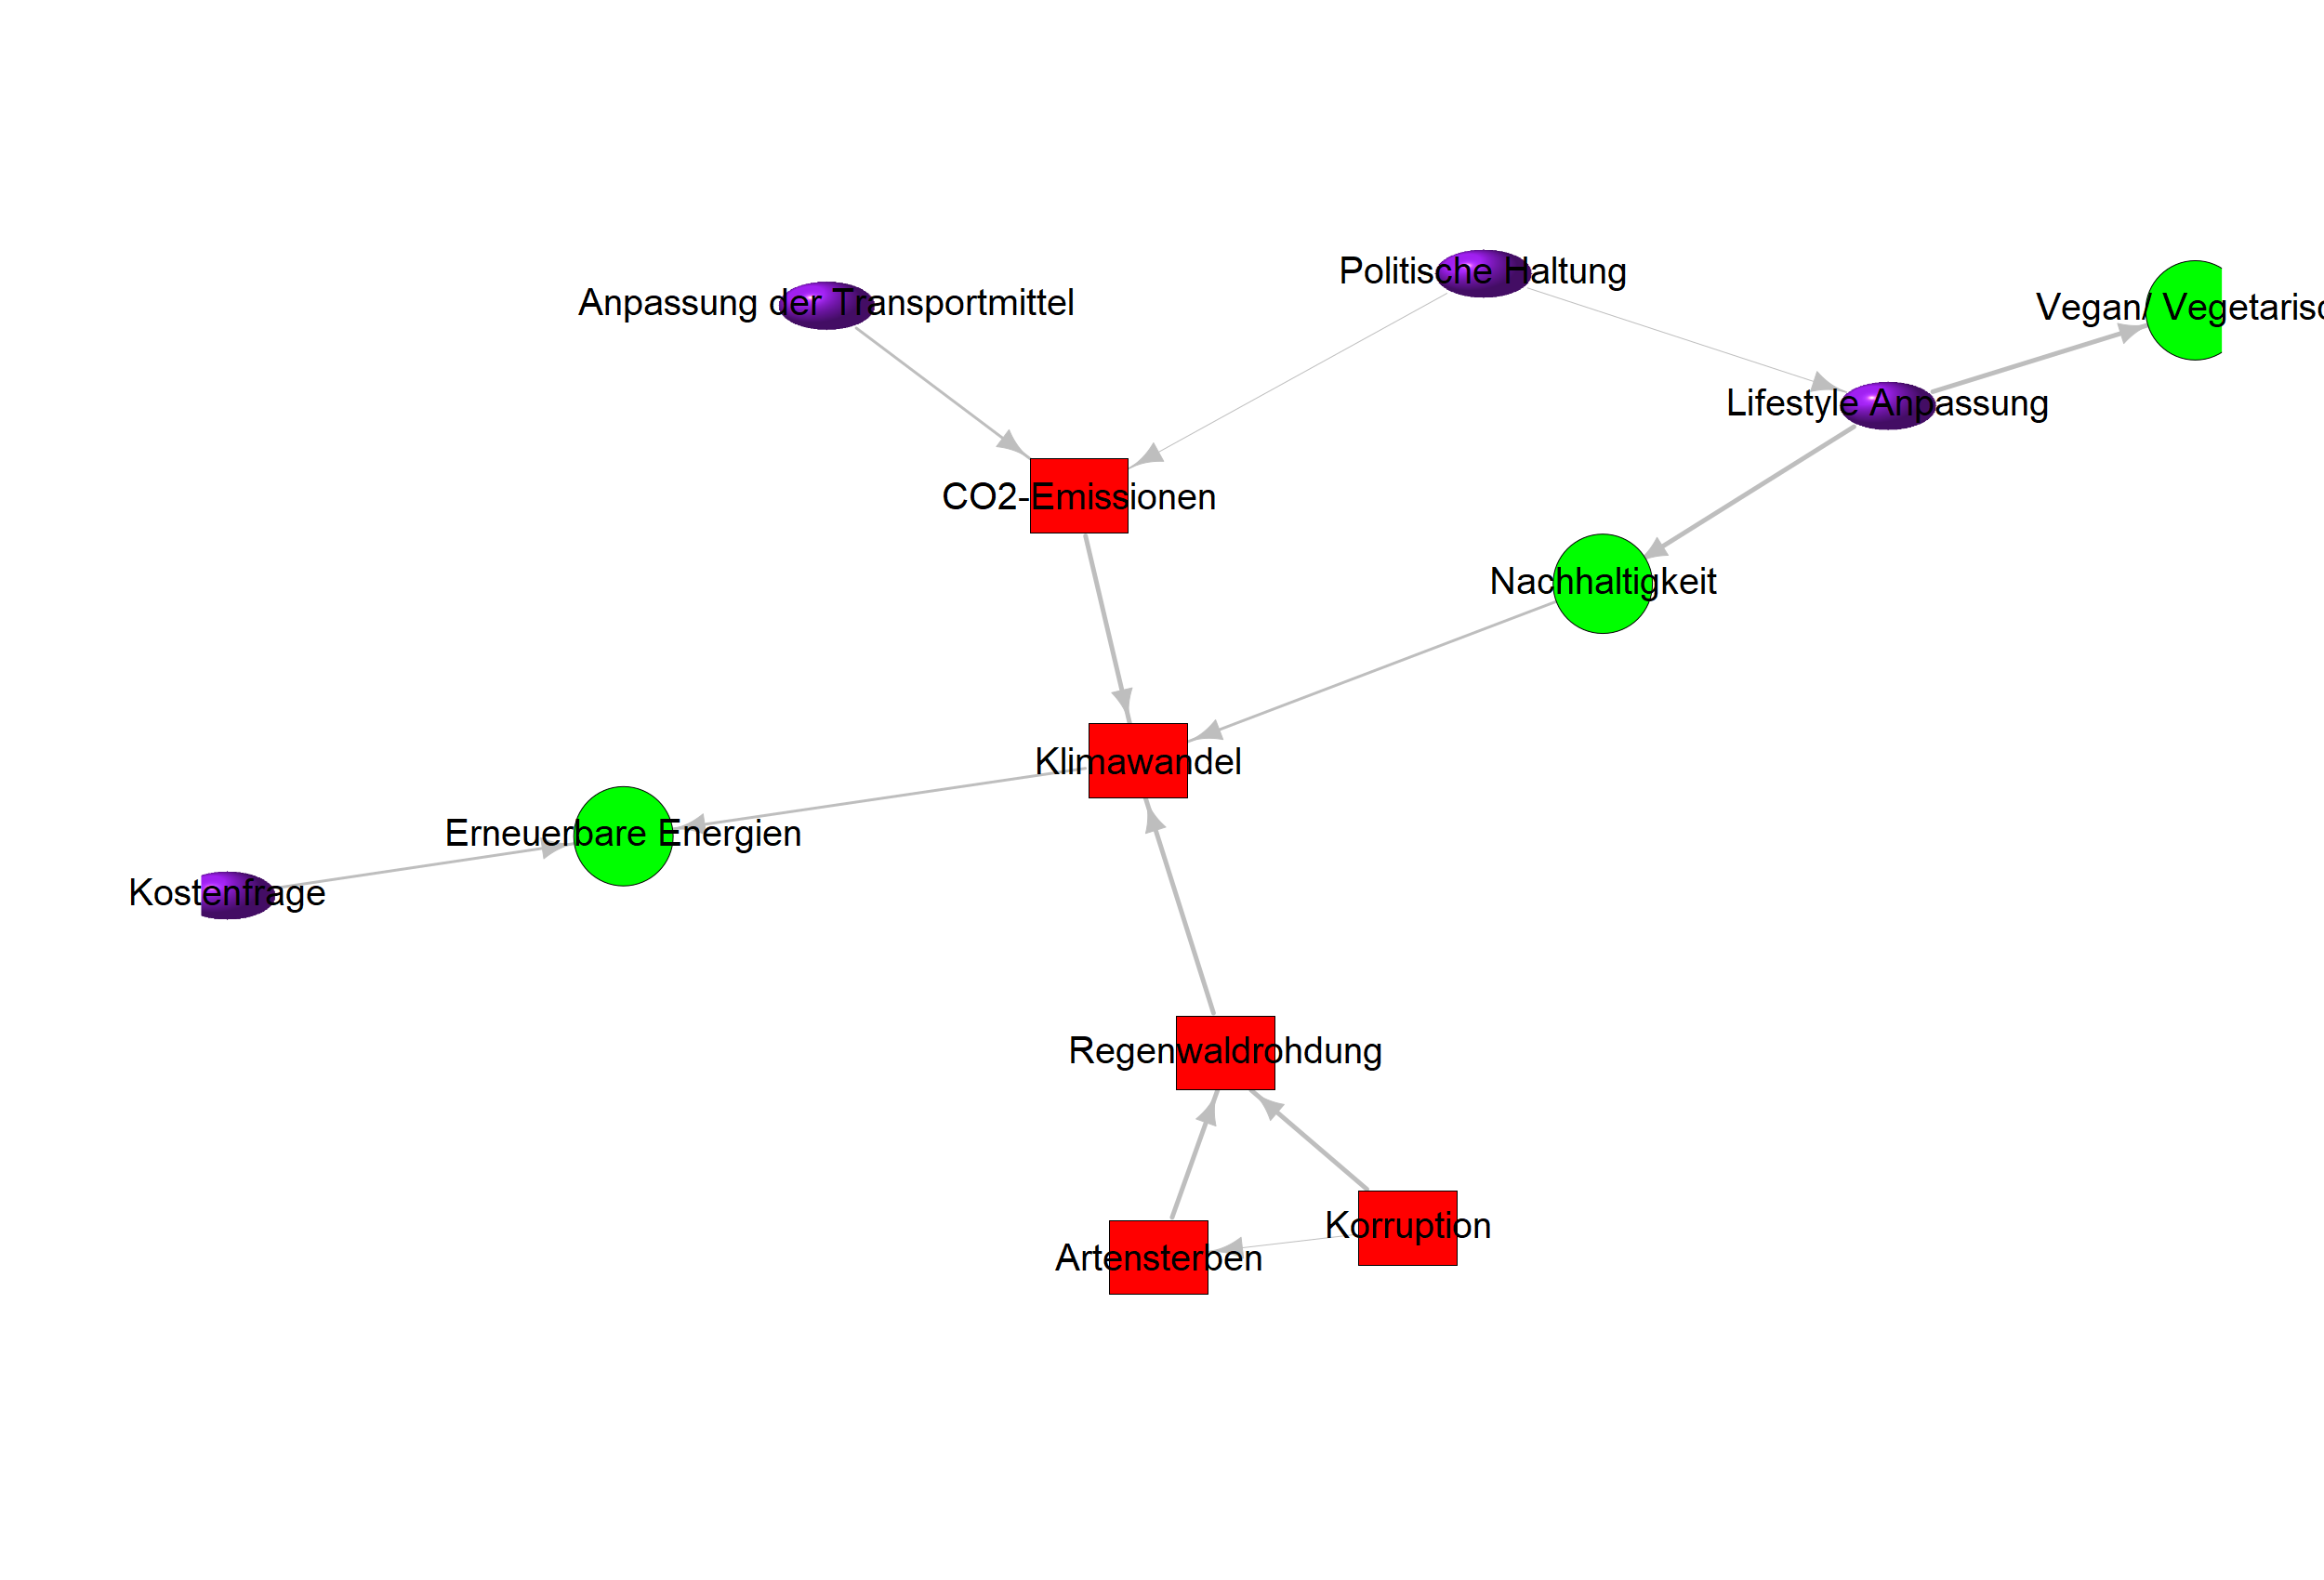 Politische Haltung
Anpassung der Transportmittel
Vegan/ Vegetarisc
Lifestyle Anpassung
CO2-Emissionen
Nachhaltigkeit
Klimawandel
Erneuerbare Energien
Kostenfrage
Regenwaldrohdung
Korruption
Artensterben